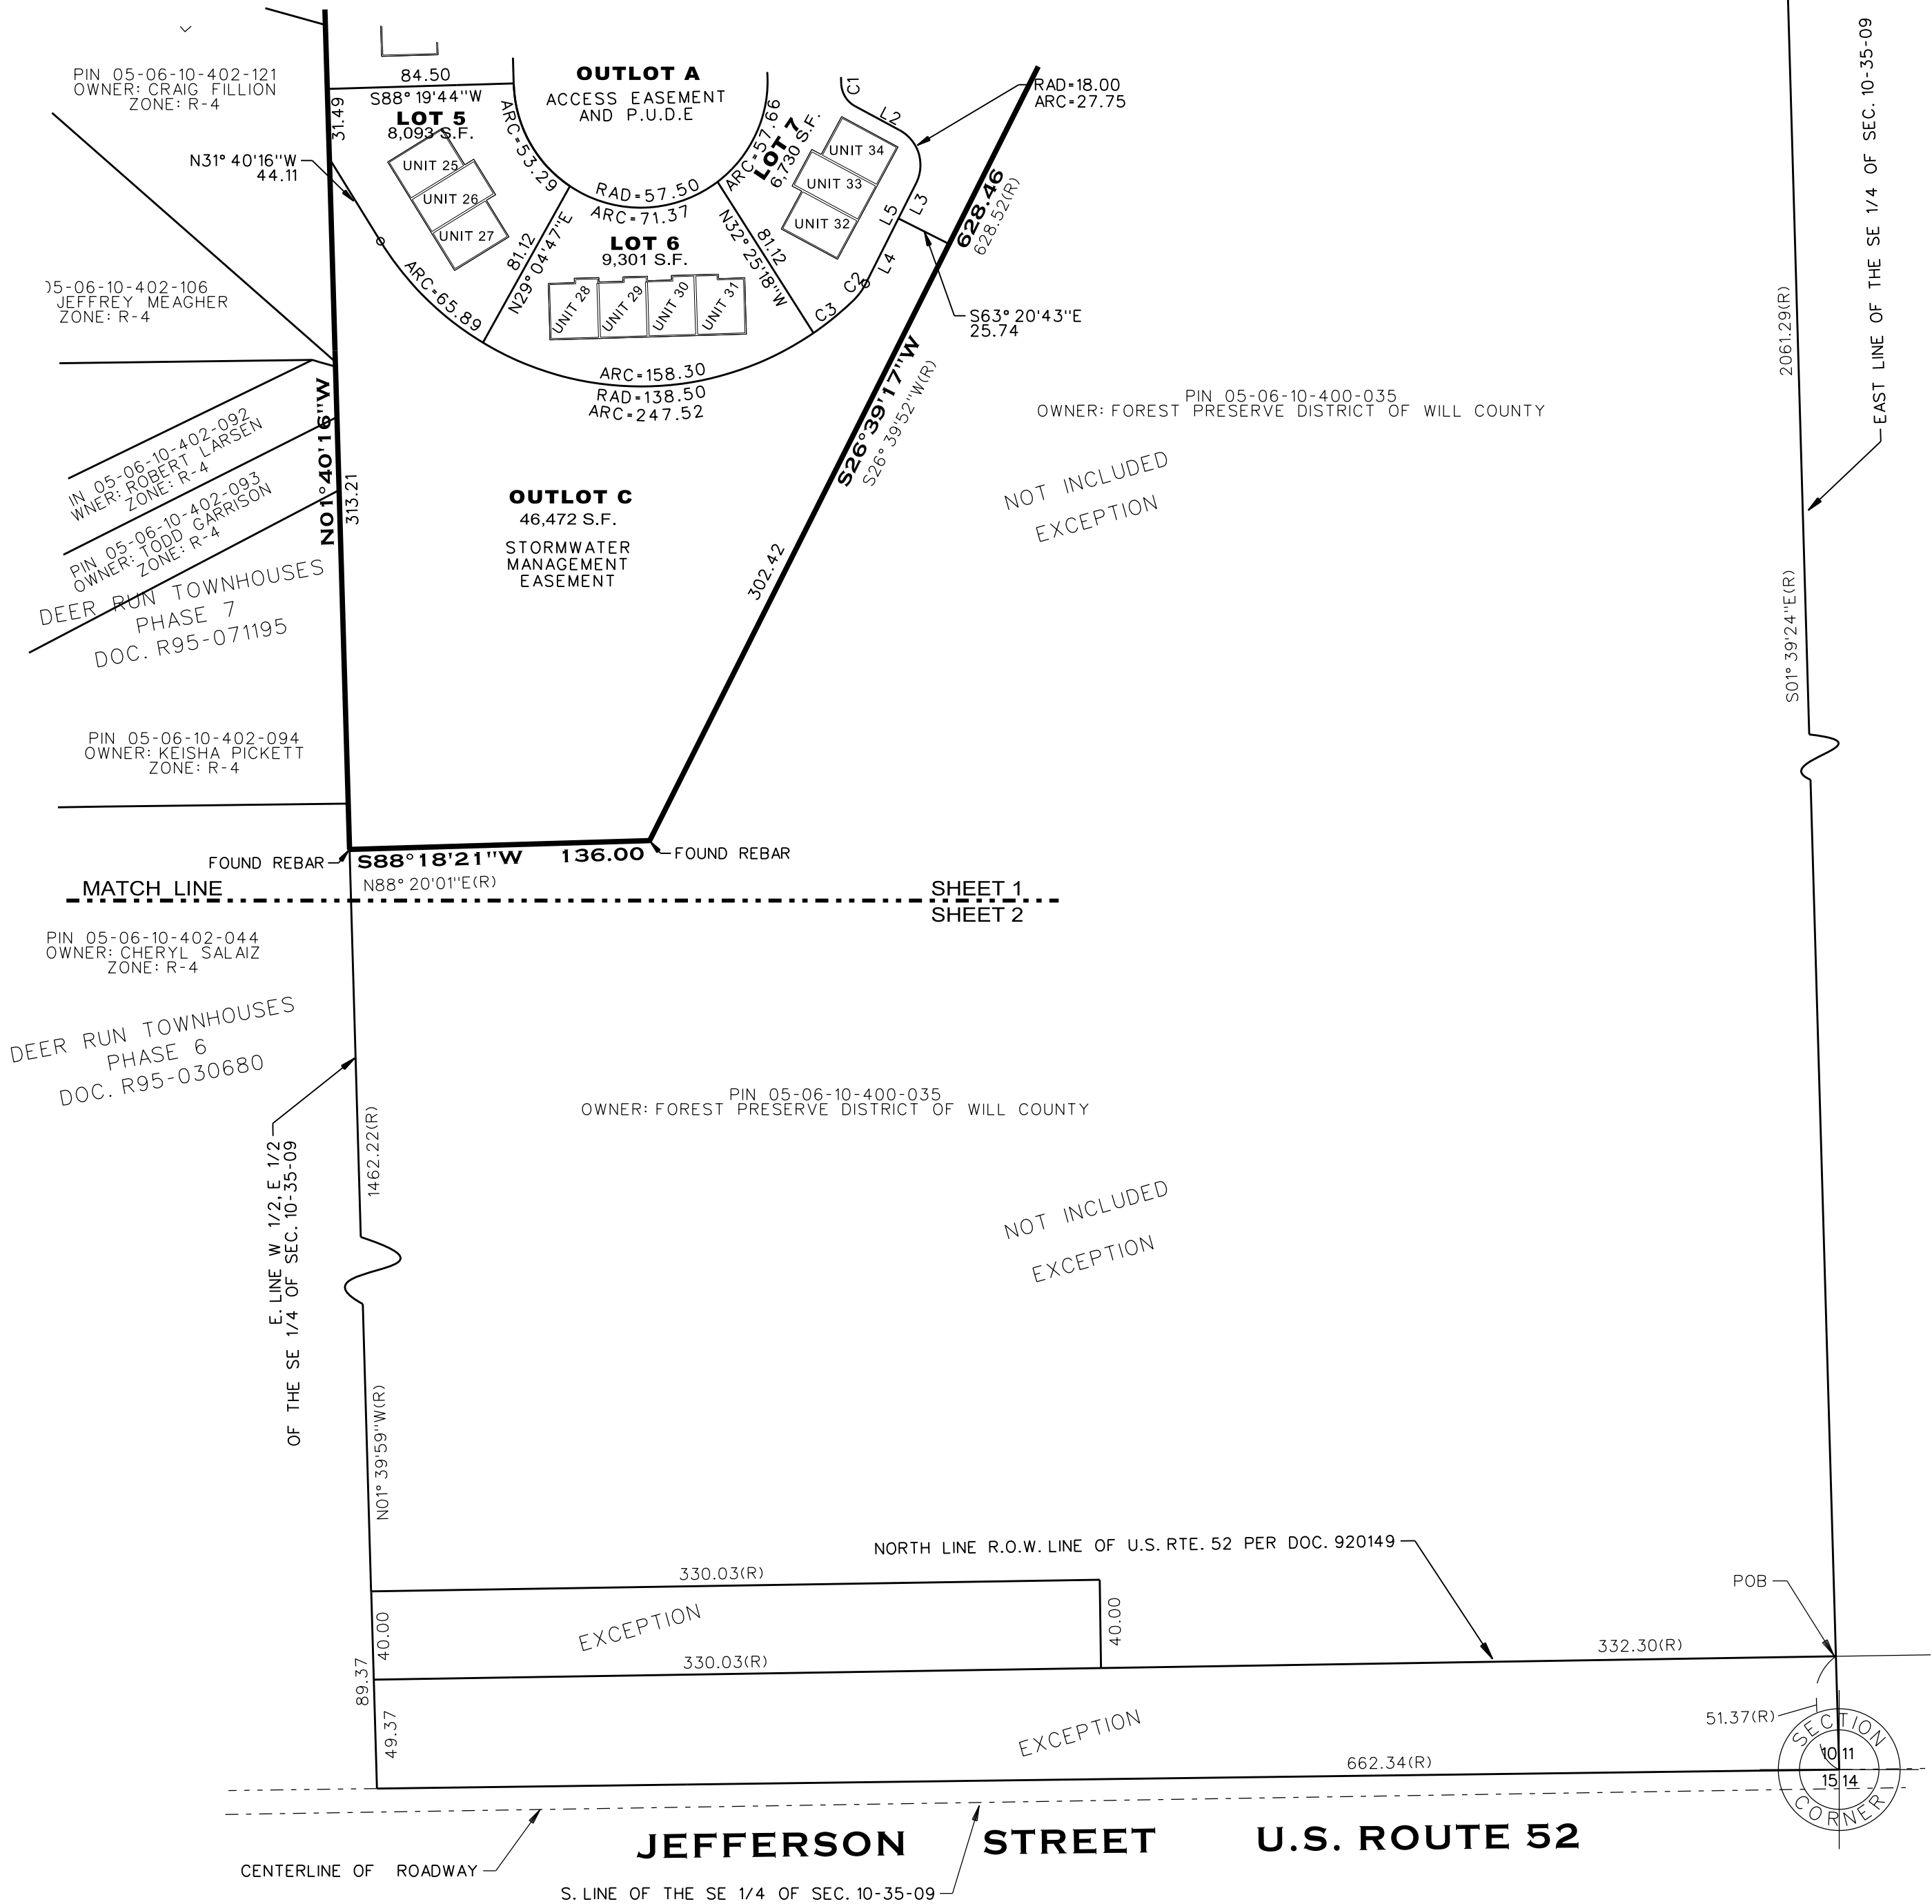 PIN 05-06-10-402-121
OWNER: CRAIG FILLION
ZONE: R-4
84.50
S88° 19'44"W
31.49
LOT 5
8,093 S.F.
N31° 40'16"W
44.11
UNIT 25
UNIT 26
UNIT 27
ARC=53.29
OUTLOT A
ACCESS EASEMENT
AND P.U.D.E
RAD=57.50
ARC=71.37
ARC=57.66
LOT 7
6,730 S.F.
C1
L2
RAD=18.00
ARC=27.75
UNIT 34
UNIT 33
UNIT 32
L5
L3
L4
C2
C3
628.46
628.52(R)
S63° 20'43"E
25.74
81.12
N29° 04'47"E
LOT 6
9,301 S.F.
UNIT 28
UNIT 29
UNIT 30
UNIT 31
81.12
N32° 25'18"W
ARC=65.89
ARC=158.30
RAD=138.50
ARC=247.52
05-06-10-402-106
JEFFREY MEAGHER
ZONE: R-4
IN 05-06-10-402-092
WNER: ROBERT LARSEN
ZONE: R-4
PIN 05-06-10-402-093
OWNER: TODD GARRISON
ZONE: R-4
DEER RUN TOWNHOUSES
PHASE 7
DOC. R95-071195
N01°40'16"W
313.21
OUTLOT C
46,472 S.F.
STORMWATER
MANAGEMENT
EASEMENT
302.42
S26°39'17"W
S26° 39'52"W(R)
PIN 05-06-10-400-035
OWNER: FOREST PRESERVE DISTRICT OF WILL COUNTY
NOT INCLUDED
EXCEPTION
2061.29(R)
S01° 39'24"E(R)
EAST LINE OF THE SE 1/4 OF SEC. 10-35-09
PIN 05-06-10-402-094
OWNER: KEISHA PICKETT
ZONE: R-4
FOUND REBAR
S88°18'21"W 136.00
FOUND REBAR
N88° 20'01"E(R)
MATCH LINE
SHEET 1
SHEET 2
PIN 05-06-10-402-044
OWNER: CHERYL SALAIZ
ZONE: R-4
DEER RUN TOWNHOUSES
PHASE 6
DOC. R95-030680
PIN 05-06-10-400-035
OWNER: FOREST PRESERVE DISTRICT OF WILL COUNTY
1462.22(R)
E. LINE W 1/2, E 1/2
OF THE SE 1/4 OF SEC. 10-35-09
NOT INCLUDED
EXCEPTION
N01° 39'59"W(R)
NORTH LINE R.O.W. LINE OF U.S. RTE. 52 PER DOC. 920149
330.03(R)
EXCEPTION
40.00
40.00
330.03(R)
332.30(R)
POB
89.37
49.37
EXCEPTION
51.37(R)
662.34(R)
SECTION
10 11
15 14
CORNER
JEFFERSON STREET U.S. ROUTE 52
CENTERLINE OF ROADWAY
S. LINE OF THE SE 1/4 OF SEC. 10-35-09